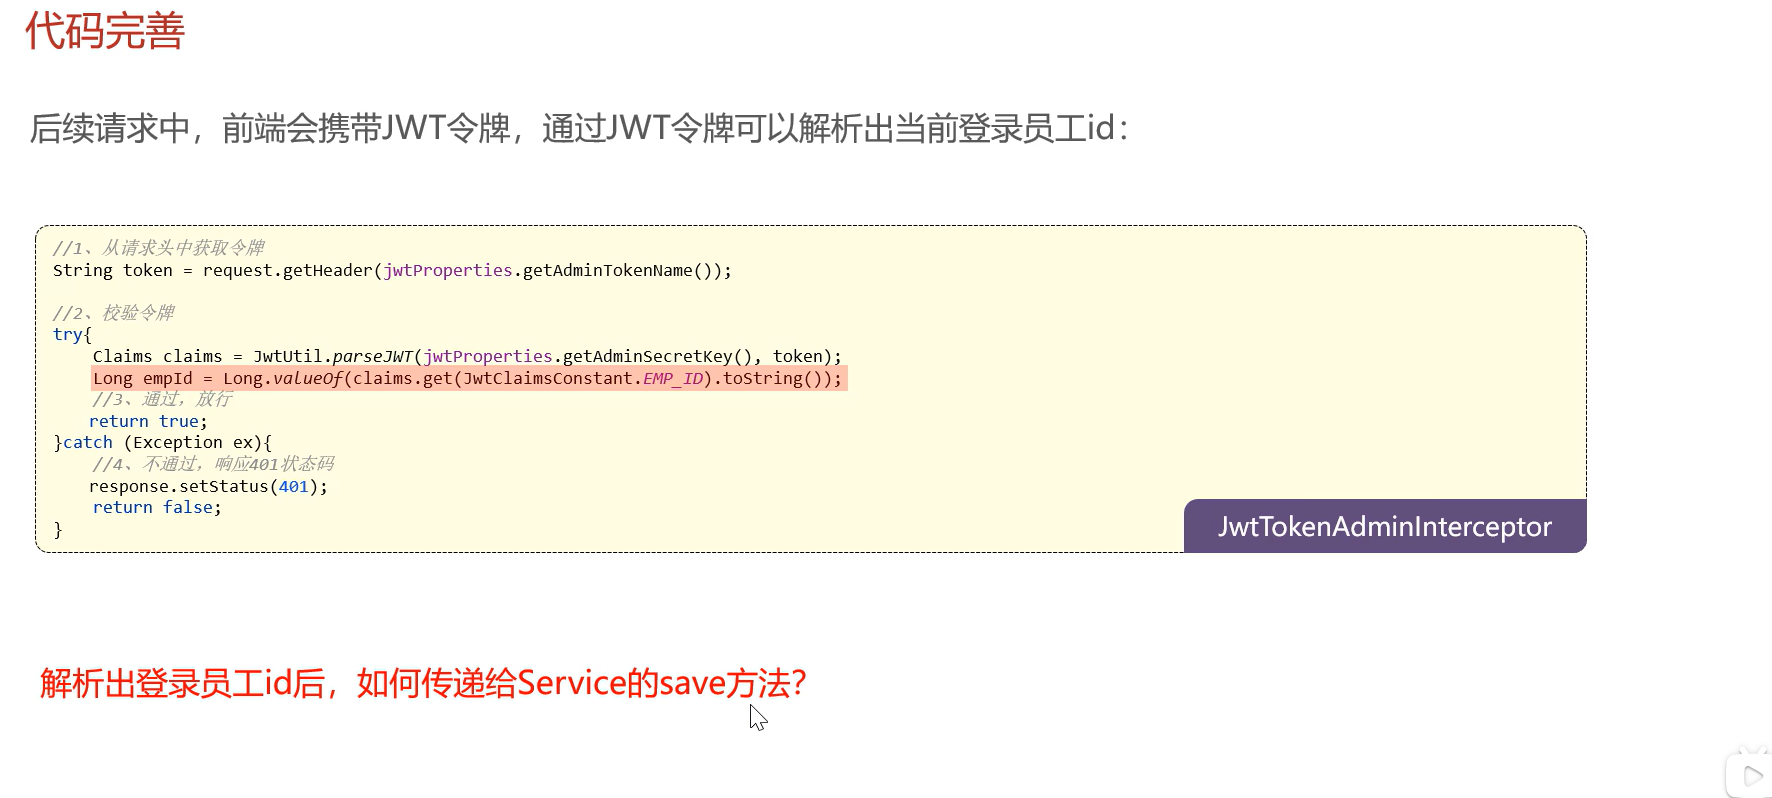 代码完善
后续请求中，前端会携带JWT令牌，通过JWT令牌可以解析出当前登录员工id：
//1、从请求头中获取令牌
String token = request.getHeader(jwtProperties.getAdminTokenName());
//2、校验令牌
try{
Claims claims = JwtUtil.parseJWT(jwtProperties.getAdminSecretKey(), token);
Long empId = Long.valueOf(claims.get(JwtClaimsConstant.EMP_ID).toString());
//3、通过，放行
return true;
}catch (Exception ex){
//4、不通过，响应401状态码
response.setStatus(401);
return false;
}
JwtTokenAdminInterceptor
解析出登录员工id后，如何传递给Service的save方法？